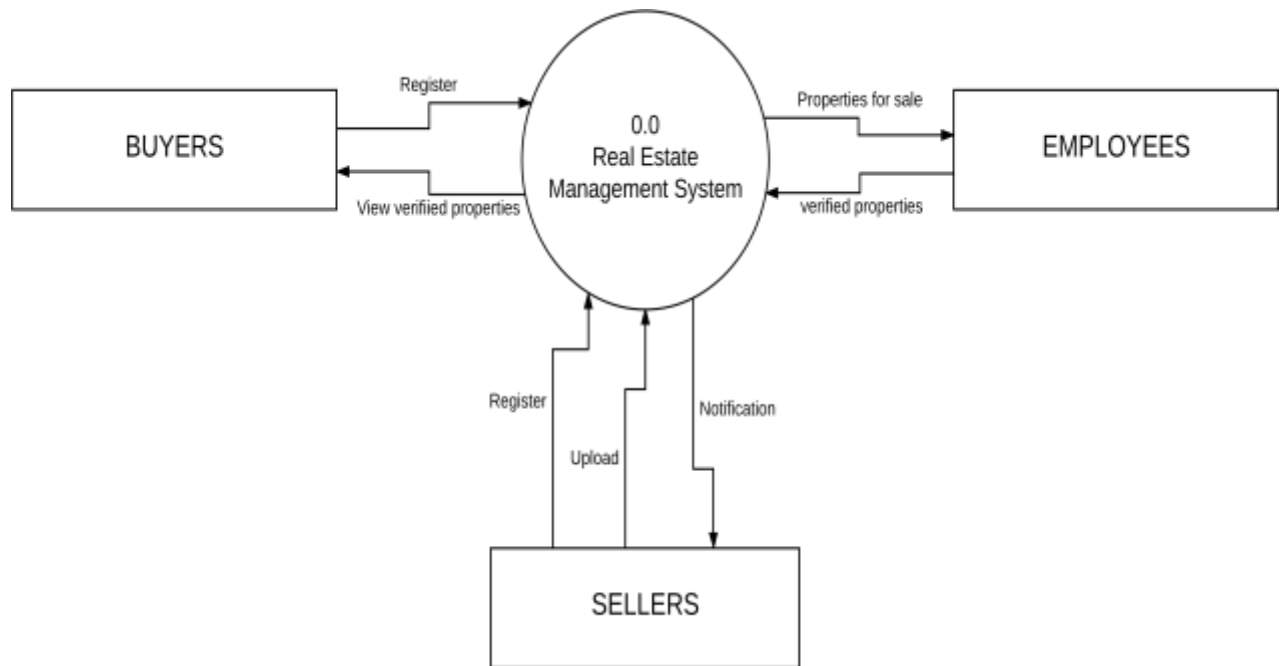 Register
BUYERS
View verifiied properties
0.0
Real Estate
Management System
Properties for sale
EMPLOYEES
verified properties
Register
Upload
Notification
SELLERS